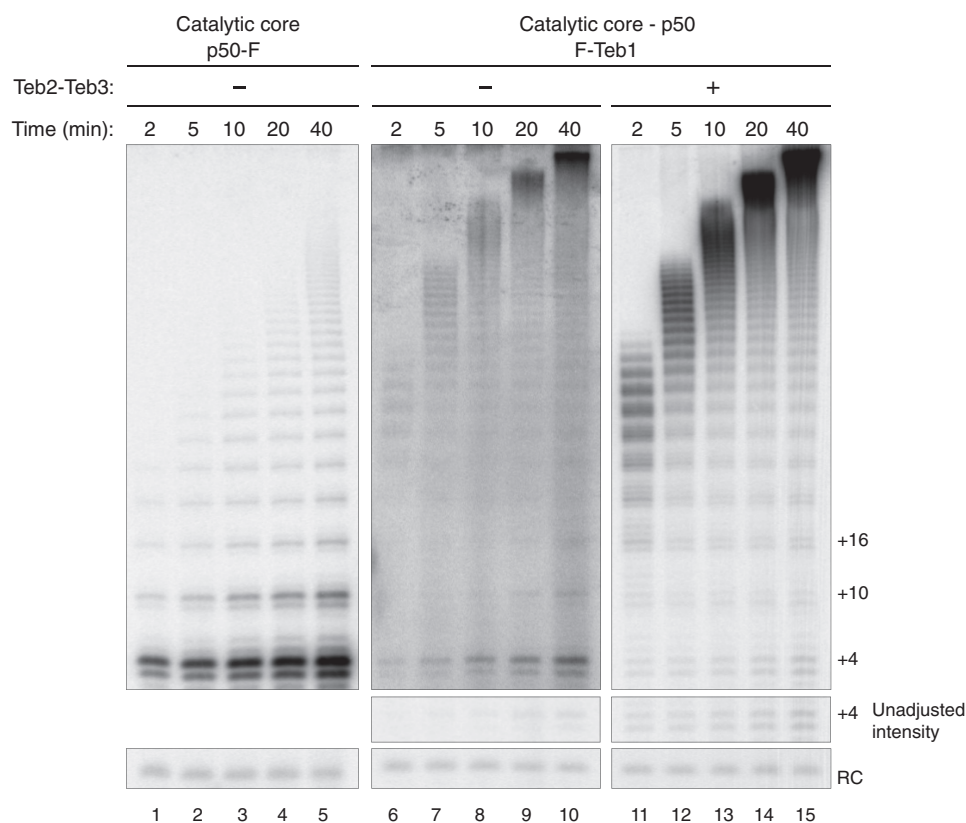 Catalytic core
p50-F
Catalytic core - p50
F-Teb1
Teb2-Teb3: – – +
Time (min): 2 5 10 20 40 2 5 10 20 40 2 5 10 20 40
+16
+10
+4
+4 Unadjusted
intensity
RC
1 2 3 4 5 6 7 8 9 10 11 12 13 14 15